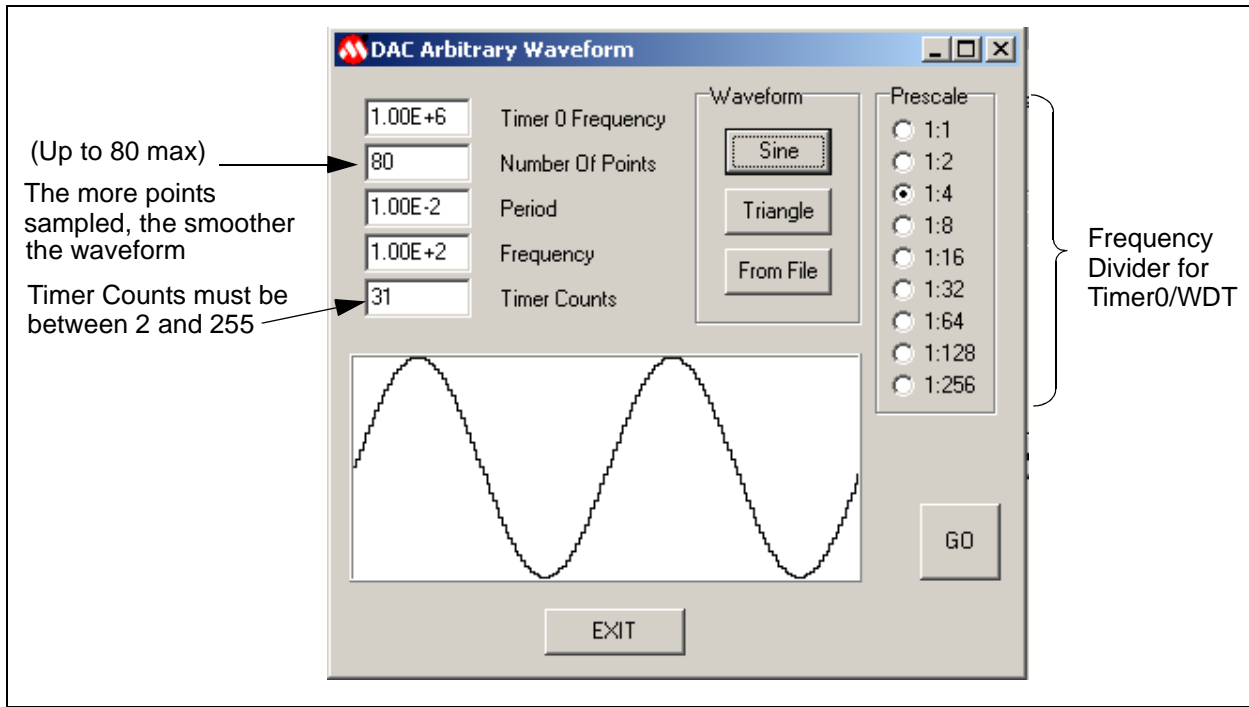 DAC Arbitrary Waveform
(Up to 80 max)
The more points
sampled, the smoother
the waveform
Timer Counts must be
between 2 and 255
1.00E+6 Timer 0 Frequency
80 Number Of Points
1.00E-2 Period
1.00E+2 Frequency
31 Timer Counts
Waveform
Sine
Triangle
From File
Prescale
1:1
1:2
1:4
1:8
1:16
1:32
1:64
1:128
1:256
Frequency
Divider for
Timer0/WDT
GO
EXIT